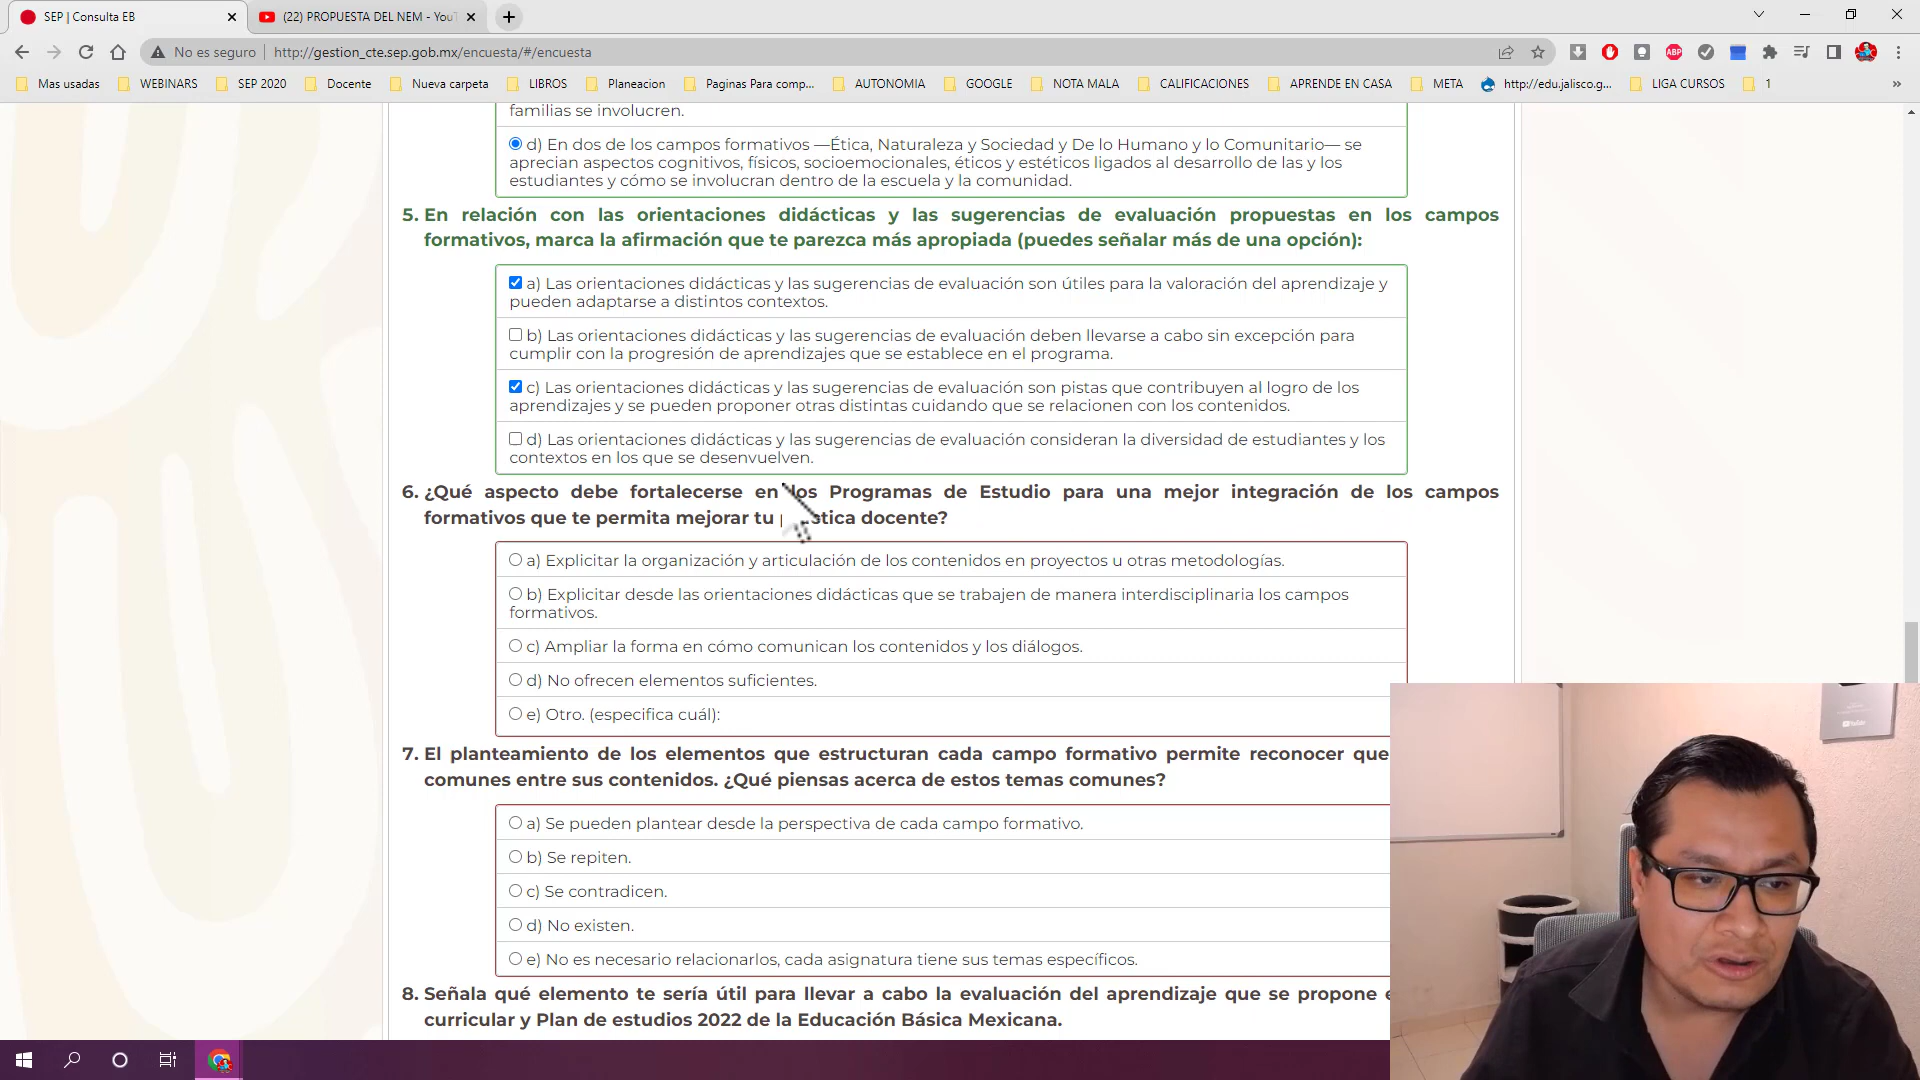 SEP | Consulta EB
(22) PROPUESTA DEL NEM - YouT
No es seguro
http://gestion_cte.sep.gob.mx/encuesta/#/encuesta
ABP
Mas usadas
WEBINARS
SEP 2020
Docente
Nueva carpeta
LIBROS
Planeacion
Paginas Para comp...
AUTONOMIA
GOOGLE
NOTA MALA
CALIFICACIONES
APRENDE EN CASA
META
http://edu.jalisco.g...
LIGA CURSOS
1
»
familias se involucren.
d) En dos de los campos formativos —Ética, Naturaleza y Sociedad y De lo Humano y lo Comunitario— se
aprecian aspectos cognitivos, físicos, socioemocionales, éticos y estéticos ligados al desarrollo de las y los
estudiantes y cómo se involucran dentro de la escuela y la comunidad.
5. En relación con las orientaciones didácticas y las sugerencias de evaluación propuestas en los campos
formativos, marca la afirmación que te parezca más apropiada (puedes señalar más de una opción):
a) Las orientaciones didácticas y las sugerencias de evaluación son útiles para la valoración del aprendizaje y
pueden adaptarse a distintos contextos.
b) Las orientaciones didácticas y las sugerencias de evaluación deben llevarse a cabo sin excepción para
cumplir con la progresión de aprendizajes que se establece en el programa.
c) Las orientaciones didácticas y las sugerencias de evaluación son pistas que contribuyen al logro de los
aprendizajes y se pueden proponer otras distintas cuidando que se relacionen con los contenidos.
d) Las orientaciones didácticas y las sugerencias de evaluación consideran la diversidad de estudiantes y los
contextos en los que se desenvuelven.
6. ¿Qué aspecto debe fortalecerse en los Programas de Estudio para una mejor integración de los campos
formativos que te permita mejorar tu práctica docente?
a) Explicitar la organización y articulación de los contenidos en proyectos u otras metodologías.
b) Explicitar desde las orientaciones didácticas que se trabajen de manera interdisciplinaria los campos
formativos.
c) Ampliar la forma en cómo comunican los contenidos y los diálogos.
d) No ofrecen elementos suficientes.
e) Otro. (especifica cuál):
7. El planteamiento de los elementos que estructuran cada campo formativo permite reconocer que
comunes entre sus contenidos. ¿Qué piensas acerca de estos temas comunes?
a) Se pueden plantear desde la perspectiva de cada campo formativo.
b) Se repiten.
c) Se contradicen.
d) No existen.
e) No es necesario relacionarlos, cada asignatura tiene sus temas específicos.
8. Señala qué elemento te sería útil para llevar a cabo la evaluación del aprendizaje que se propone e
curricular y Plan de estudios 2022 de la Educación Básica Mexicana.
YouTube